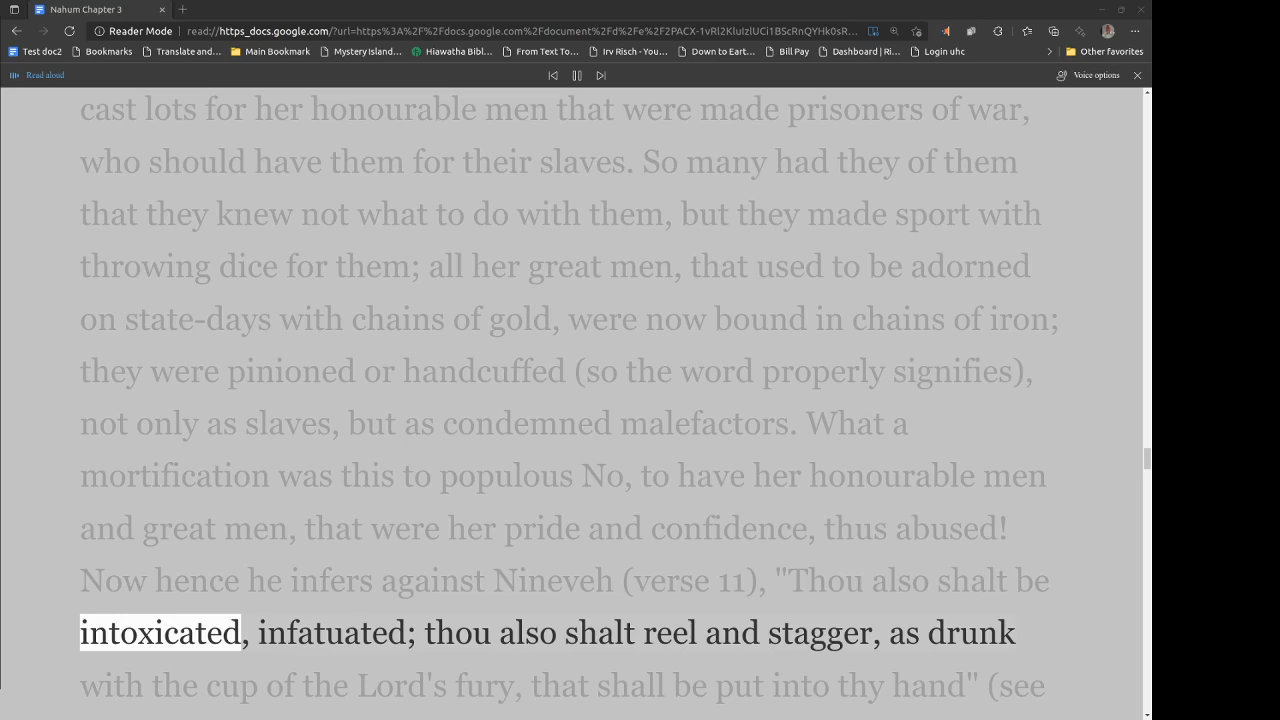 Nahum Chapter 3
Reader Mode
read://https_docs.google.com/?url=https%3A%2F%2Fdocs.google.com%2Fdocument%2Fd%2Fe%2F2PACX-1vRl2KluIzlUCi1BScRnQYHk0sR...
Test doc2
Bookmarks
Translate and...
Main Bookmark
Mystery Island...
Hiawatha Bibl...
From Text To...
Irv Risch - You...
Down to Eart...
Bill Pay
Dashboard | Ri...
Login uhc
Other favorites
Read aloud
Voice options
cast lots for her honourable men that were made prisoners of war,
who should have them for their slaves. So many had they of them
that they knew not what to do with them, but they made sport with
throwing dice for them; all her great men, that used to be adorned
on state-days with chains of gold, were now bound in chains of iron;
they were pinioned or handcuffed (so the word properly signifies),
not only as slaves, but as condemned malefactors. What a
mortification was this to populous No, to have her honourable men
and great men, that were her pride and confidence, thus abused!
Now hence he infers against Nineveh (verse 11), "Thou also shalt be
intoxicated, infatuated; thou also shalt reel and stagger, as drunk
with the cup of the Lord's fury, that shall be put into thy hand" (see